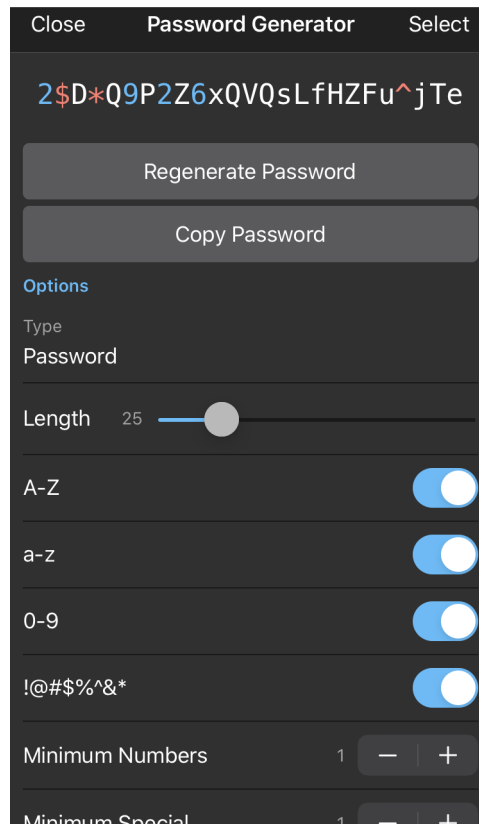 Close Password Generator Select
2$D*Q9P2Z6xQVQsLfHZFu^jTe
Regenerate Password
Copy Password
Options
Type
Password
Length 25
A-Z
a-z
0-9
!@#$%^&*
Minimum Numbers 1 − +
Minimum Special 1 − +